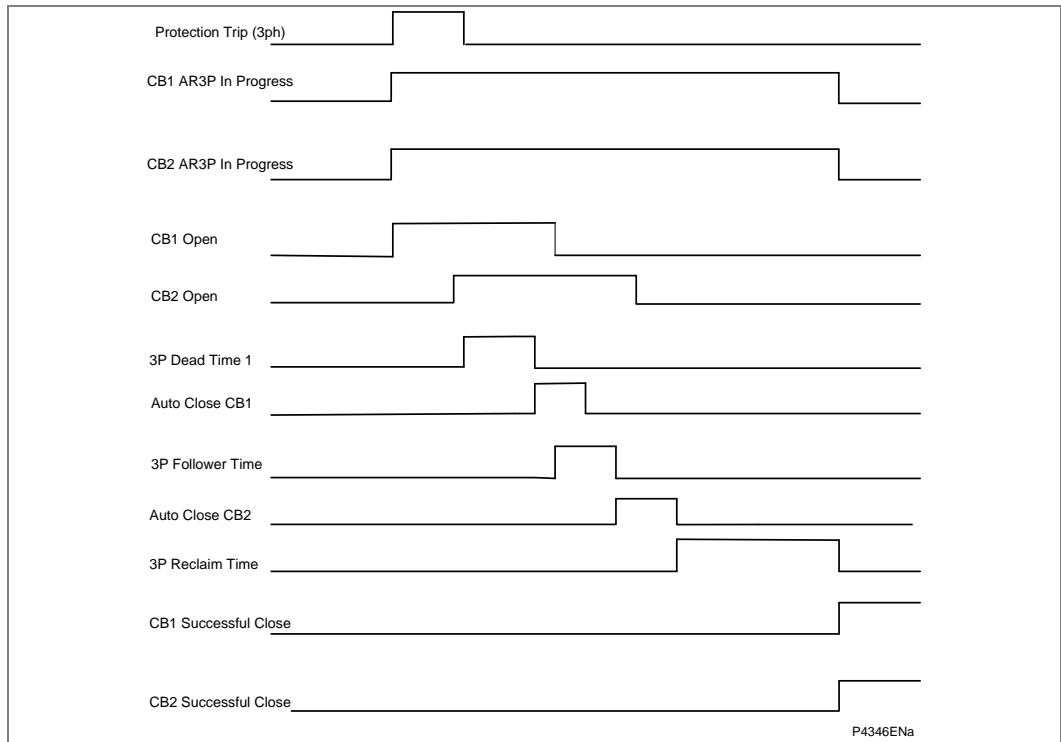 Protection Trip (3ph)
CB1 AR3P In Progress
CB2 AR3P In Progress
CB1 Open
CB2 Open
3P Dead Time 1
Auto Close CB1
3P Follower Time
Auto Close CB2
3P Reclaim Time
CB1 Successful Close
CB2 Successful Close
P4346ENa